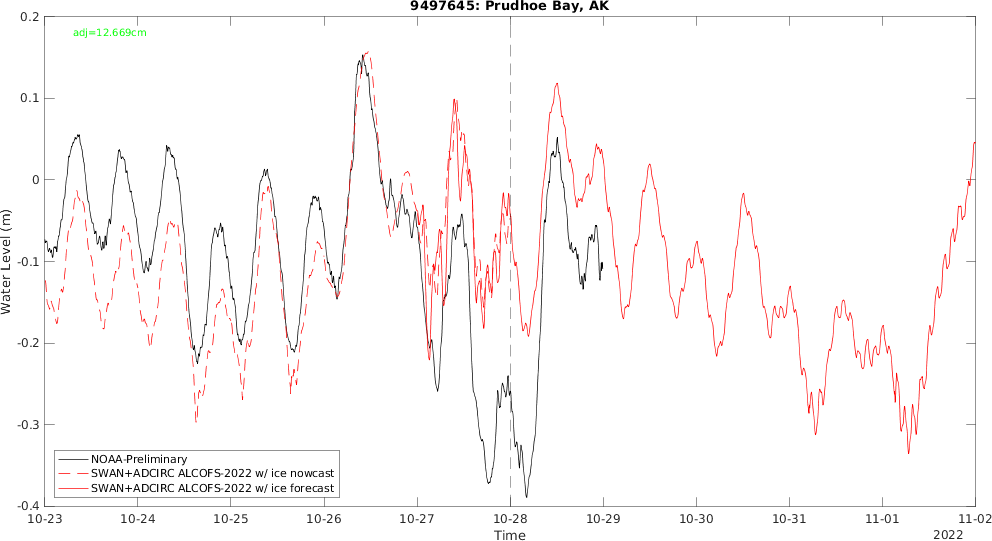 9497645: Prudhoe Bay, AK
adj=12.669cm
Water Level (m)
0.2
0.1
0
-0.1
-0.2
-0.3
-0.4
NOAA-Preliminary
SWAN+ADCIRC ALCOFS-2022 w/ ice nowcast
SWAN+ADCIRC ALCOFS-2022 w/ ice forecast
10-23 10-24 10-25 10-26 10-27 10-28 10-29 10-30 10-31 11-01 11-02
Time
2022